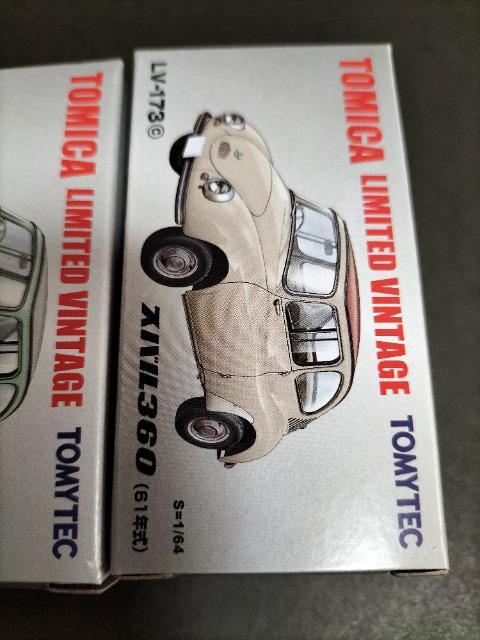 TOMICA LIMITED VINTAGE TOMYTEC
LV-173ⓒ
スバル360 (61年式)
S=1/64
TOMICA LIMITED VINTAGE TOMYTEC